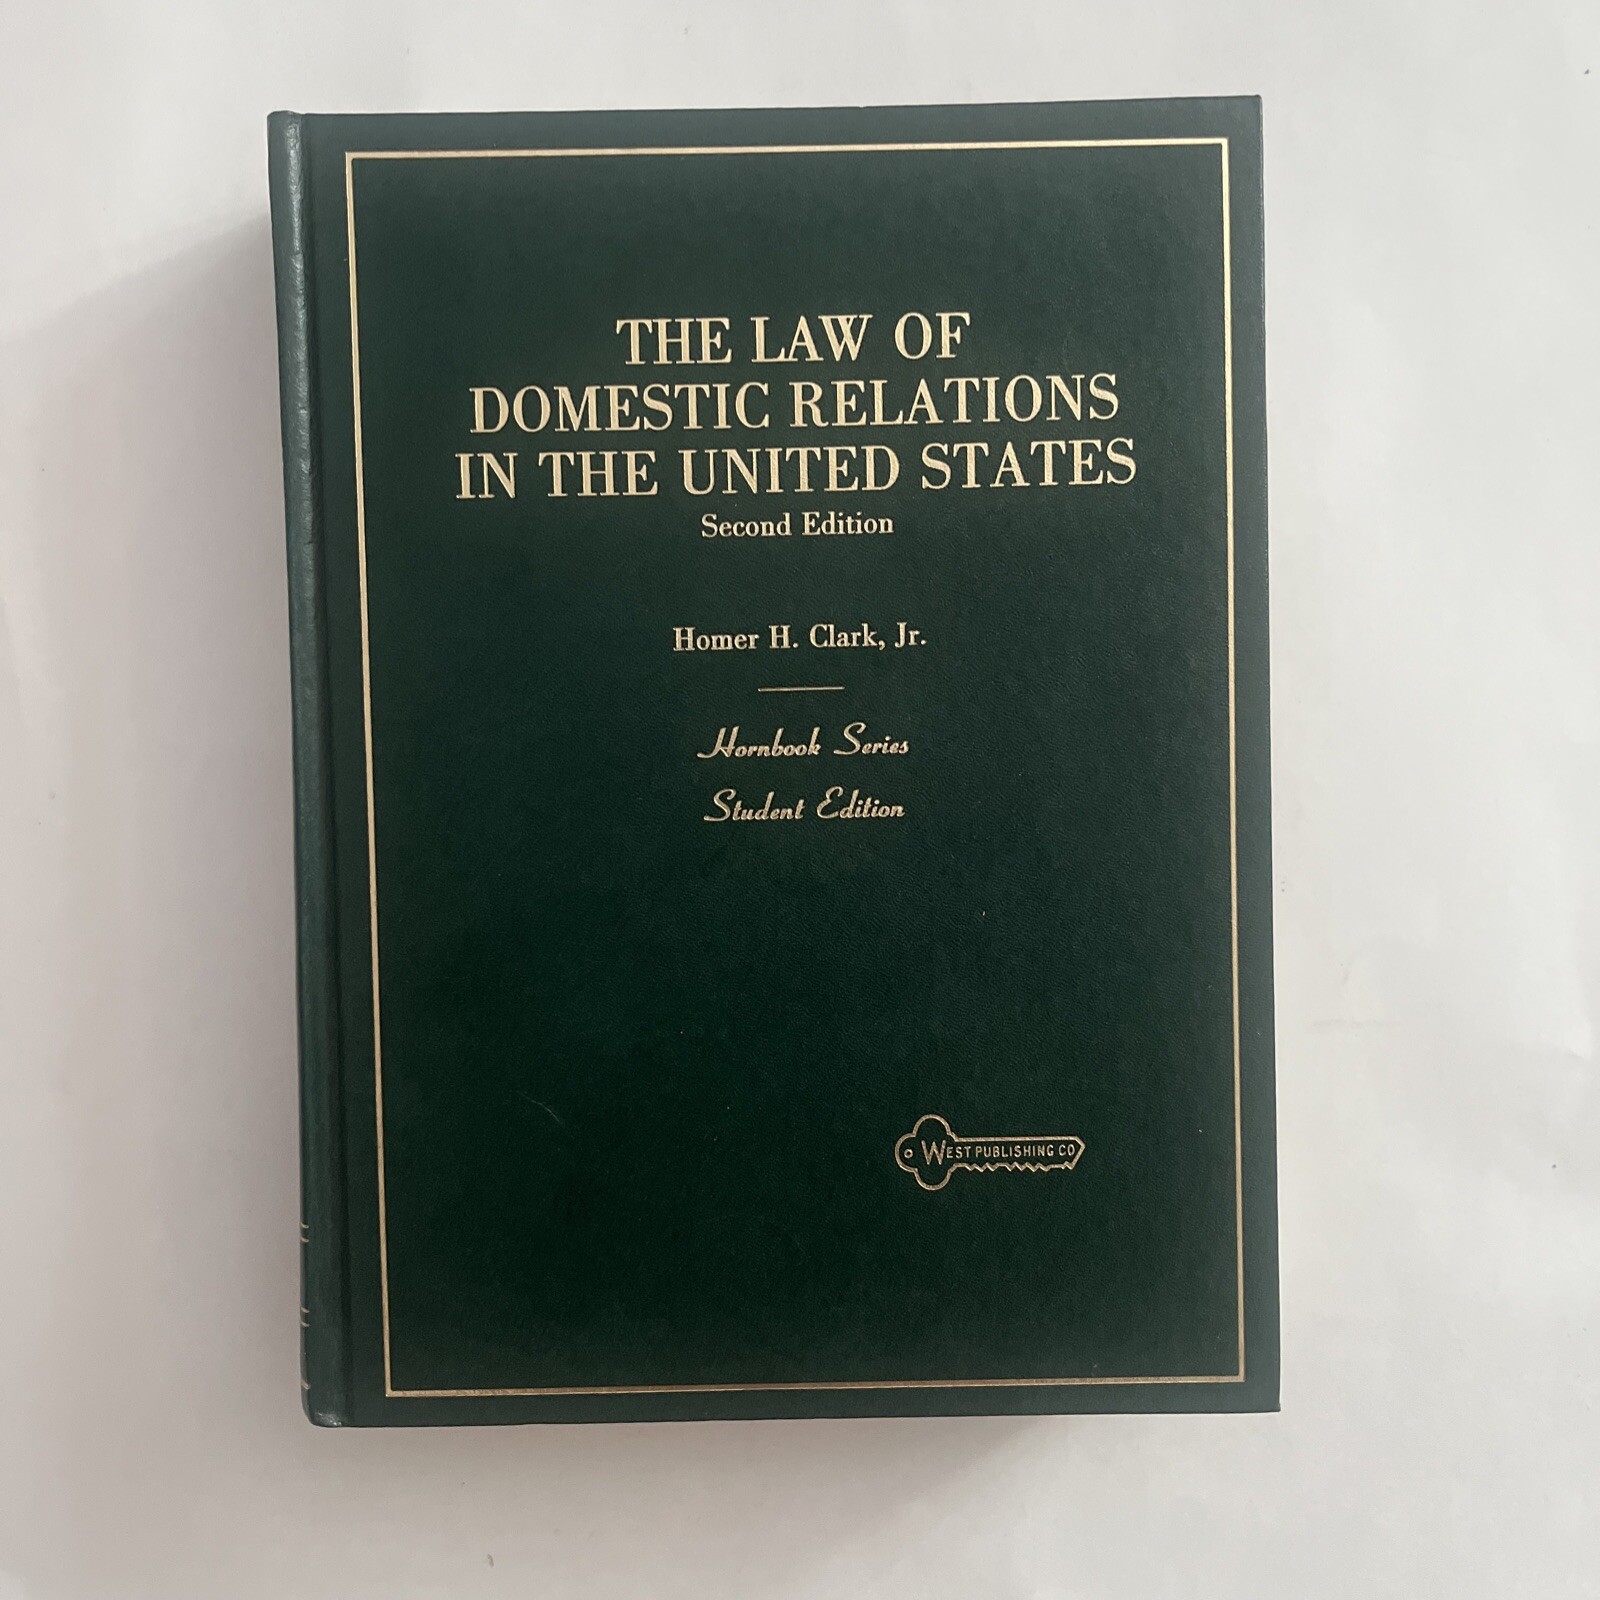 THE LAW OF
DOMESTIC RELATIONS
IN THE UNITED STATES
Second Edition
Homer H. Clark, Jr.
Hornbook Series
Student Edition
WEST PUBLISHING CO